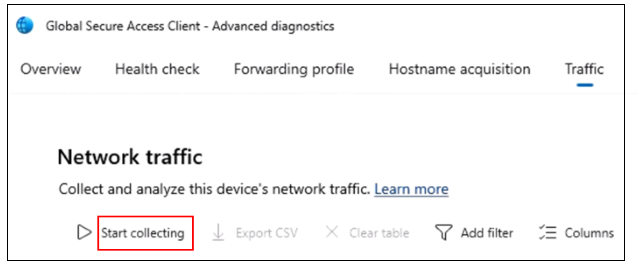 Global Secure Access Client - Advanced diagnostics
Overview Health check Forwarding profile Hostname acquisition Traffic
Network traffic
Collect and analyze this device's network traffic. Learn more
Start collecting Export CSV Clear table Add filter Columns